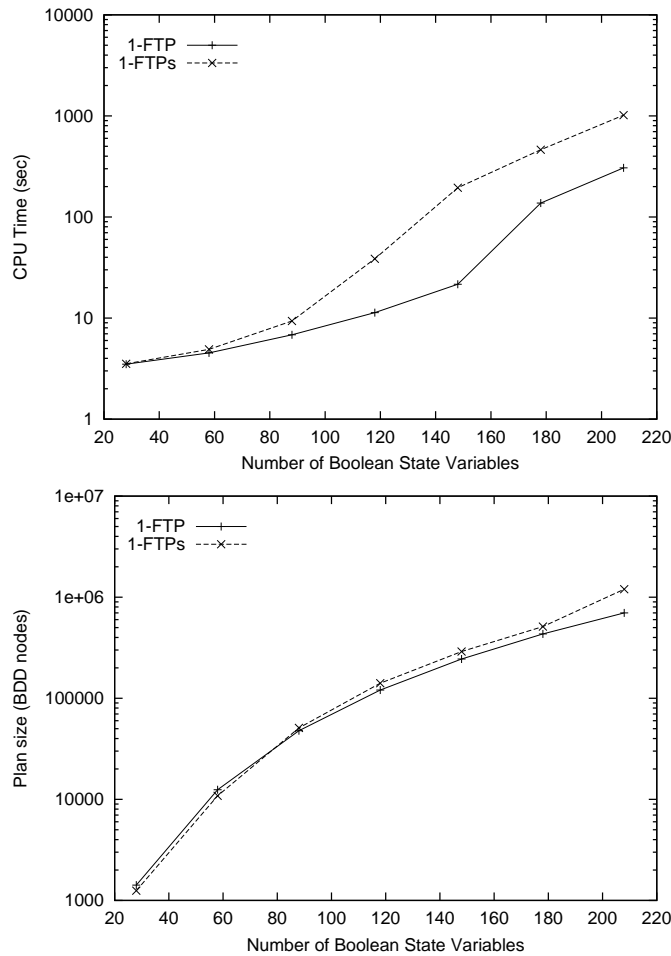 10000
1-FTP
1-FTPs
1000
CPU Time (sec)
100
10
1
20 40 60 80 100 120 140 160 180 200 220
Number of Boolean State Variables
1e+07
1-FTP
1-FTPs
1e+06
Plan size (BDD nodes)
100000
10000
1000
20 40 60 80 100 120 140 160 180 200 220
Number of Boolean State Variables